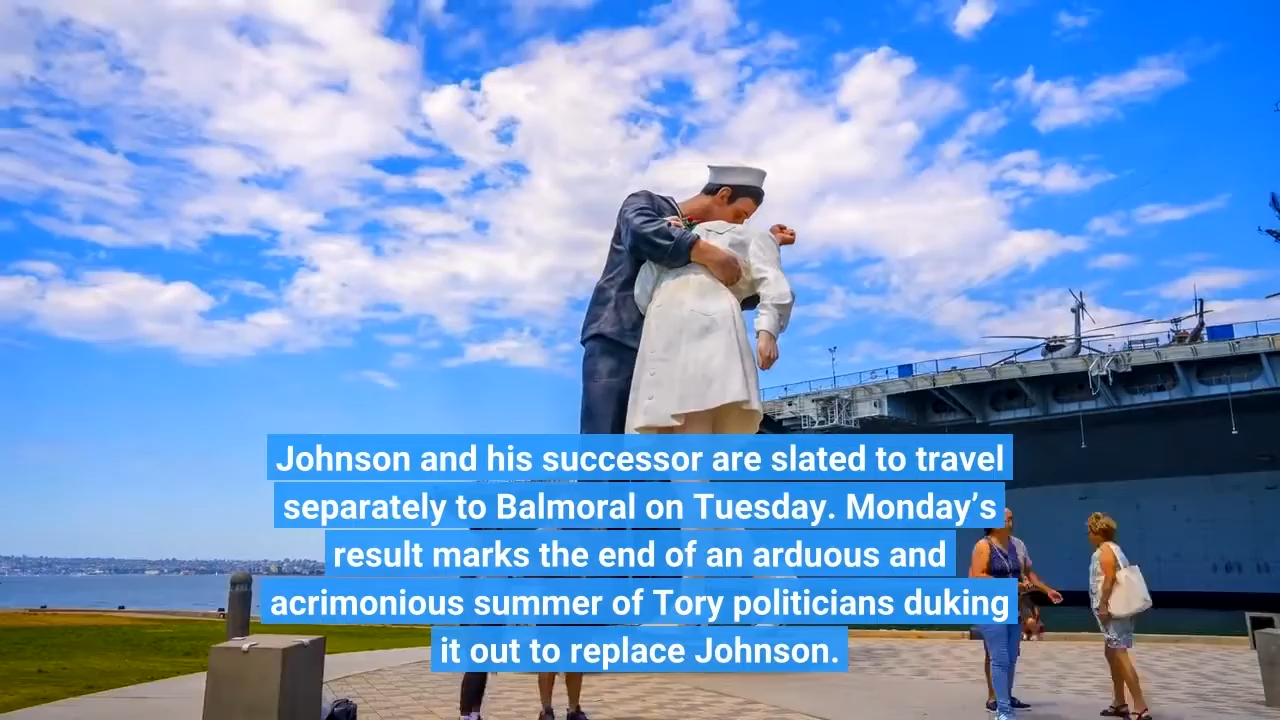 Johnson and his successor are slated to travel
separately to Balmoral on Tuesday. Monday’s
result marks the end of an arduous and
acrimonious summer of Tory politicians duking
it out to replace Johnson.